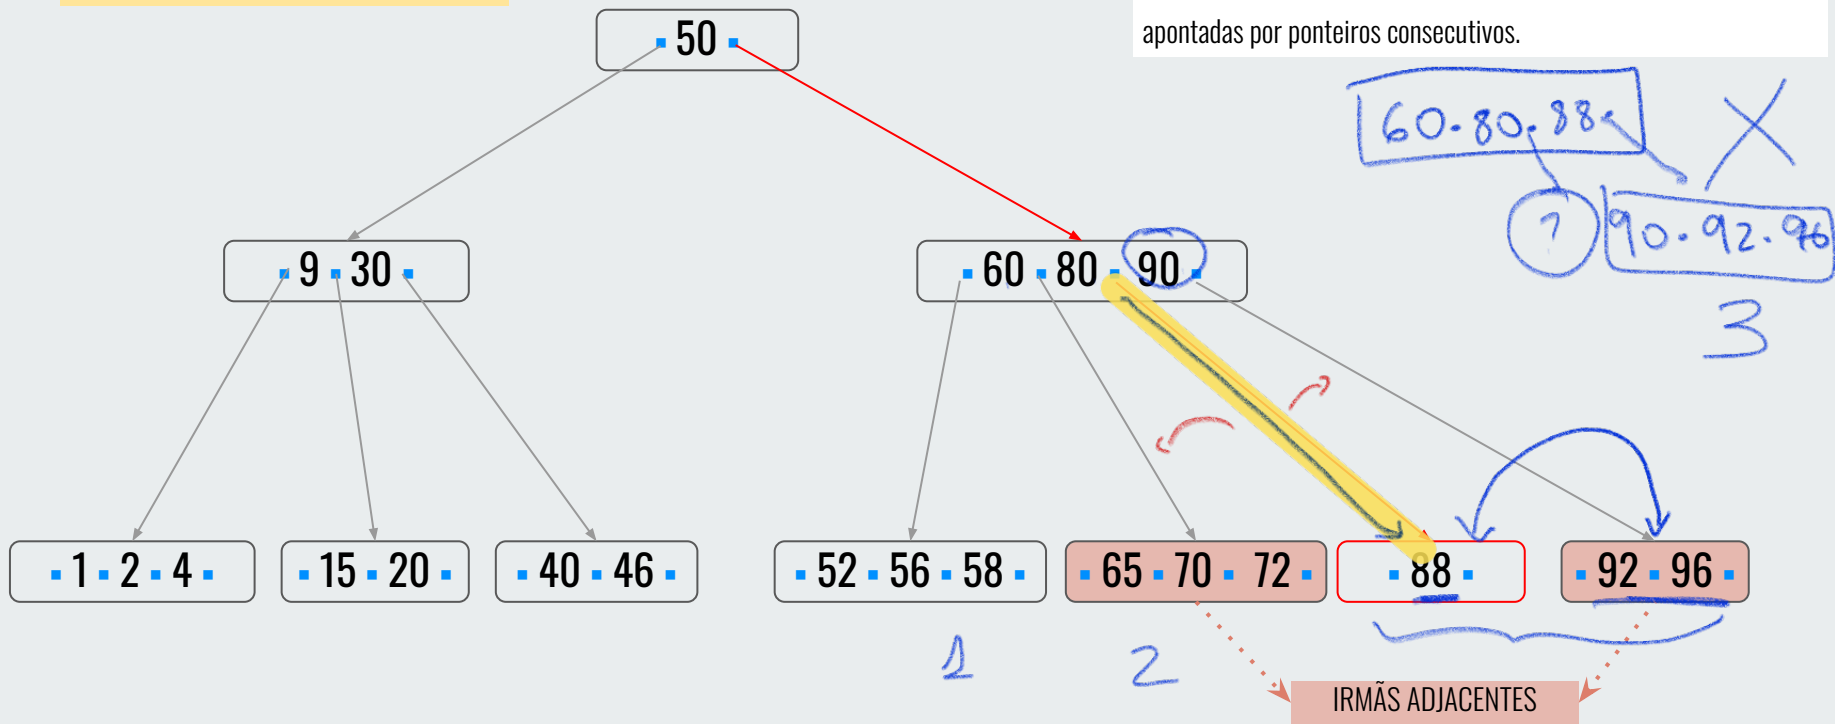 50
apontadas por ponteiros consecutivos.
60.80.88.
X
?
90.92.96
3
9 30
60 80 90
1 2 4
15 20
40 46
52 56 58
65 70 72
88
92 96
1
2
IRMÃS ADJACENTES